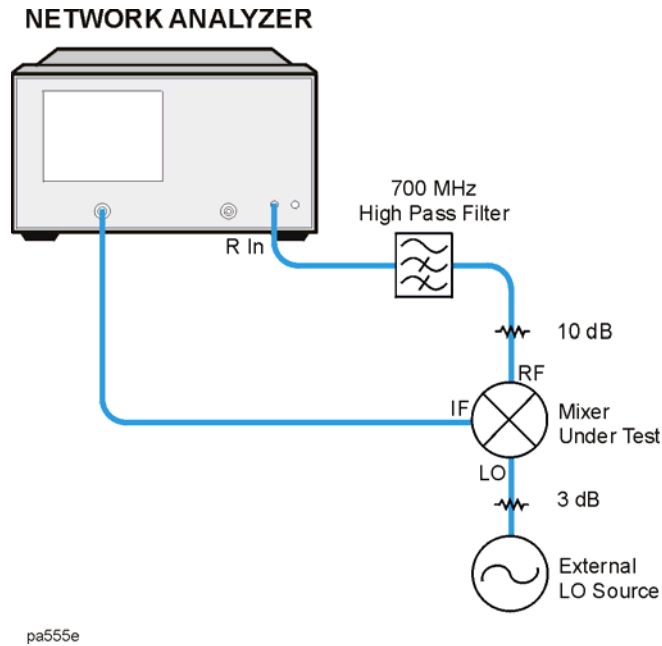 NETWORK ANALYZER
700 MHz
High Pass Filter
R In
10 dB
RF
IF
Mixer
Under Test
LO
3 dB
External
LO Source
pa555e